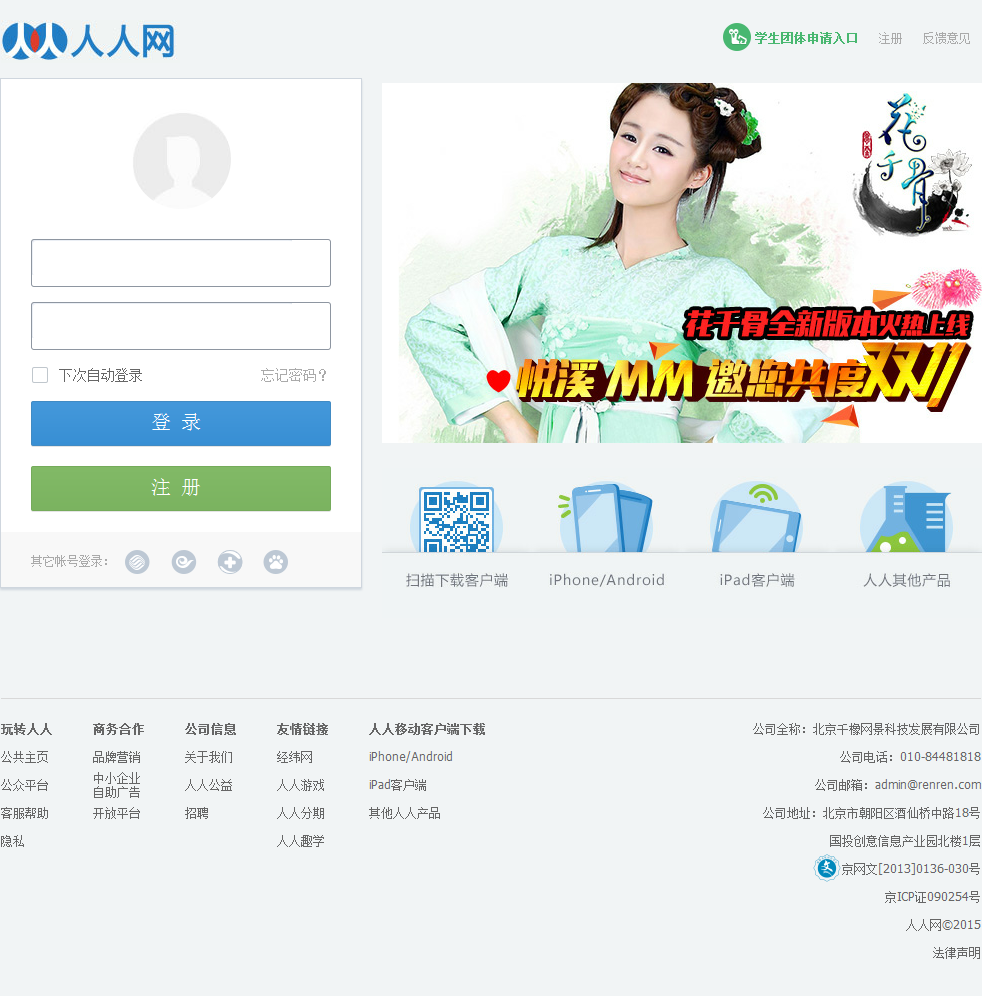 人人网
学生团体申请入口 注册 反馈意见
花千骨
web
花千骨全新版本火热上线
悦溪MM 邀您共度双11
下次自动登录 忘记密码？
登 录
注 册
其它帐号登录：
扫描下载客户端 iPhone/Android iPad客户端 人人其他产品
玩转人人 商务合作 公司信息 友情链接 人人移动客户端下载 公司全称：北京千橡网景科技发展有限公司
公共主页 品牌营销 关于我们 经纬网 iPhone/Android 公司电话：010-84481818
公众平台 中小企业 自助广告 人人公益 人人游戏 iPad客户端 公司邮箱：admin@renren.com
客服帮助 开放平台 招聘 人人分期 其他人人产品 公司地址：北京市朝阳区酒仙桥中路18号
隐私 人人趣学 国投创意信息产业园北楼1层
文 京网文[2013]0136-030号
京ICP证090254号
人人网©2015
法律声明